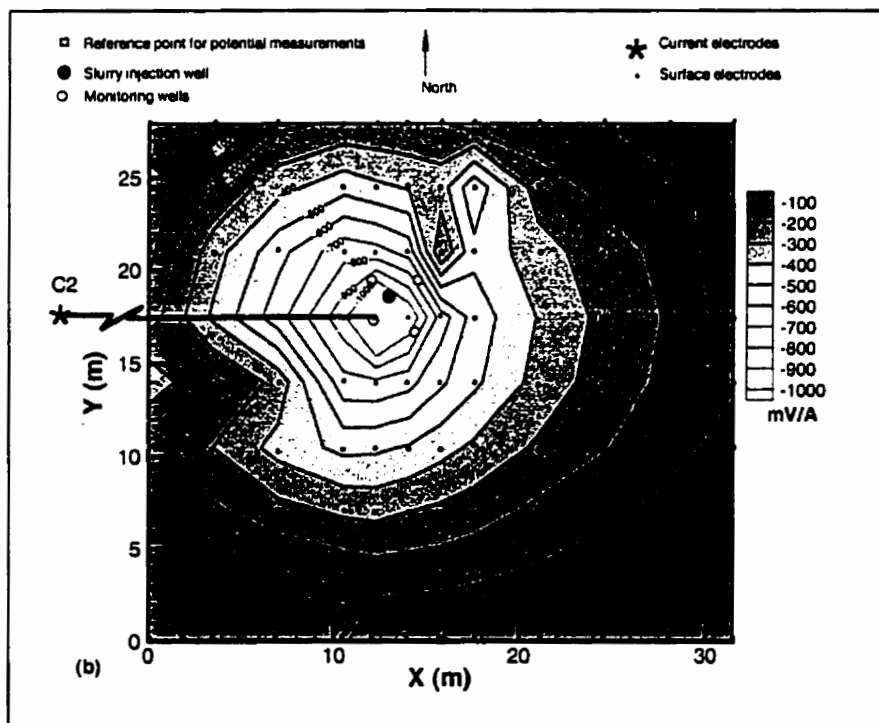 Reference point for potential measurements
Slurry injection well
Monitoring wells
North
Current electrodes
Surface electrodes
C2
Y (m)
25
20
15
10
5
0
-700
-100
-200
-300
-400
-500
-600
-700
-800
-900
-1000
mV/A
0
10
20
30
X (m)
(b)